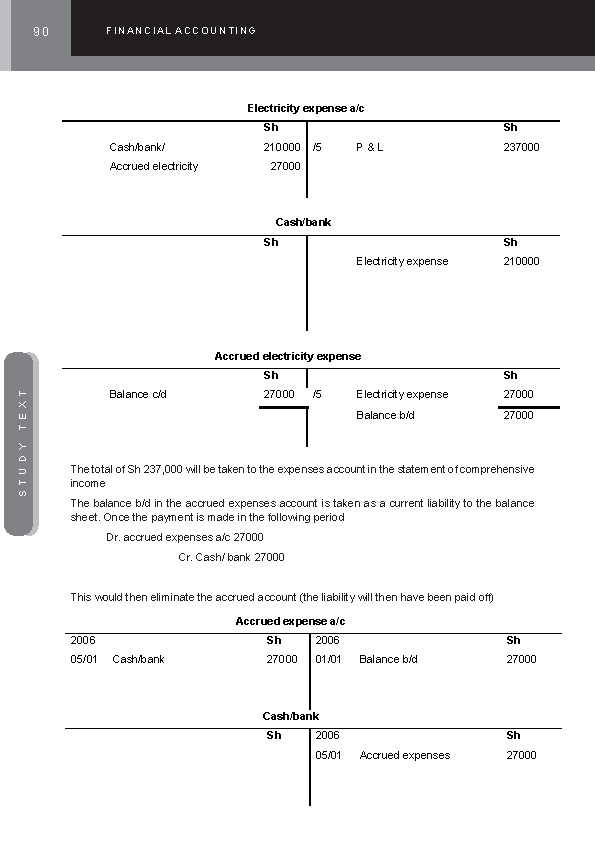 90
FINANCIAL ACCOUNTING
Electricity expense a/c
Sh Sh
Cash/bank/ 210000 /5 P & L 237000
Accrued electricity 27000
Cash/bank
Sh Sh
Electricity expense 210000
Accrued electricity expense
Sh Sh
Balance c/d 27000 /5 Electricity expense 27000
Balance b/d 27000
STUDY TEXT
The total of Sh 237,000 will be taken to the expenses account in the statement of comprehensive
income
The balance b/d in the accrued expenses account is taken as a current liability to the balance
sheet. Once the payment is made in the following period
Dr. accrued expenses a/c 27000
Cr. Cash/ bank 27000
This would then eliminate the accrued account (the liability will then have been paid off)
Accrued expense a/c
2006 Sh 2006 Sh
05/01 Cash/bank 27000 01/01 Balance b/d 27000
Cash/bank
Sh 2006 Sh
05/01 Accrued expenses 27000